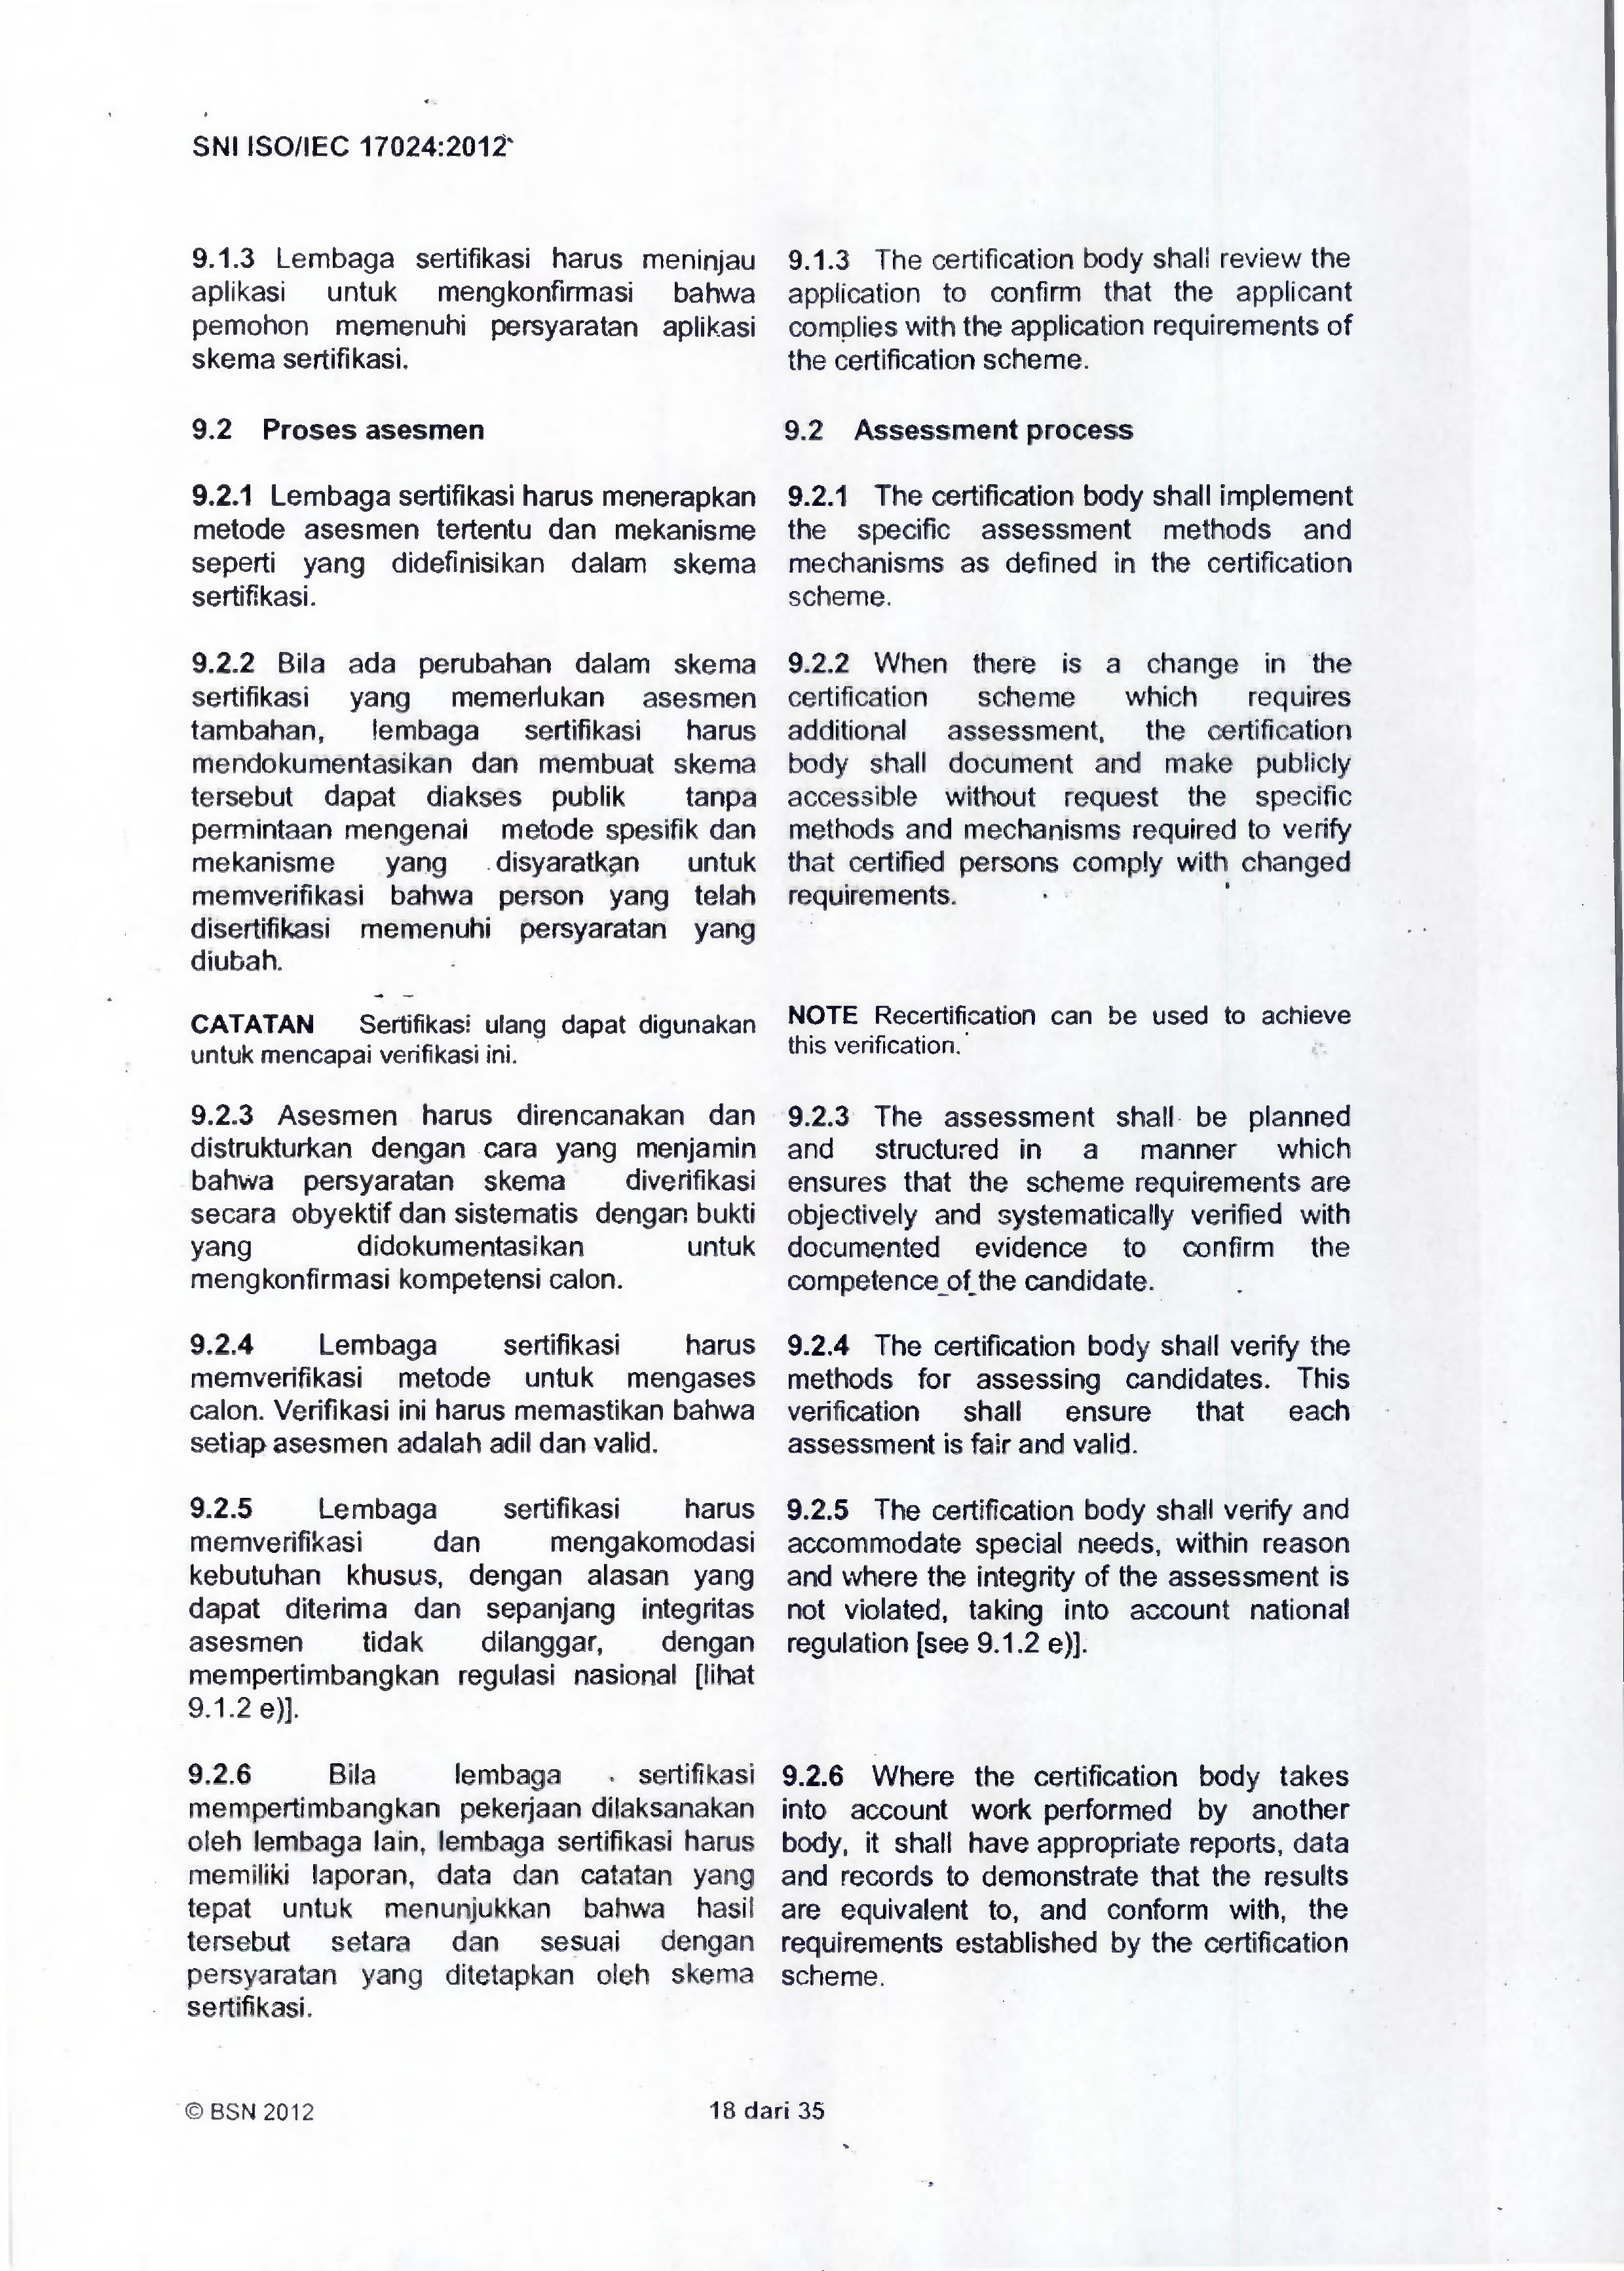 SNI ISO/IEC 17024:2012
9.1.3 Lembaga sertifikasi harus meninjau
aplikasi untuk mengkonfirmasi bahwa
pemohon memenuhi persyaratan aplikasi
skema sertifikasi.
9.2 Proses asesmen
9.2.1 Lembaga sertifikasi harus menerapkan
metode asesmen tertentu dan mekanisme
seperti yang didefinisikan dalam skema
sertifikasi.
9.2.2 Bila ada perubahan dalam skema
sertifikasi yang memerlukan asesmen
tambahan, lembaga sertifikasi harus
mendokumentasikan dan membuat skema
tersebut dapat diakses publik tanpa
permintaan mengenai metode spesifik dan
mekanisme yang disyaratkan untuk
memverifikasi bahwa person yang telah
disertifikasi memenuhi persyaratan yang
diubah.
CATATAN Sertifikasi ulang dapat digunakan
untuk mencapai verifikasi ini.
9.2.3 Asesmen harus direncanakan dan
distrukturkan dengan cara yang menjamin
bahwa persyaratan skema diverifikasi
secara obyektif dan sistematis dengan bukti
yang didokumentasikan untuk
mengkonfirmasi kompetensi calon.
9.2.4 Lembaga sertifikasi harus
memverifikasi metode untuk mengases
calon. Verifikasi ini harus memastikan bahwa
setiap asesmen adalah adil dan valid.
9.2.5 Lembaga sertifikasi harus
memverifikasi dan mengakomodasi
kebutuhan khusus, dengan alasan yang
dapat diterima dan sepanjang integritas
asesmen tidak dilanggar, dengan
mempertimbangkan regulasi nasional [lihat
9.1.2 e)].
9.2.6 Bila lembaga sertifikasi
mempertimbangkan pekerjaan dilaksanakan
oleh lembaga lain, lembaga sertifikasi harus
memiliki laporan, data dan catatan yang
tepat untuk menunjukkan bahwa hasil
tersebut setara dan sesuai dengan
persyaratan yang ditetapkan oleh skema
sertifikasi.
9.1.3 The certification body shall review the
application to confirm that the applicant
complies with the application requirements of
the certification scheme.
9.2 Assessment process
9.2.1 The certification body shall implement
the specific assessment methods and
mechanisms as defined in the certification
scheme.
9.2.2 When there is a change in the
certification scheme which requires
additional assessment, the certification
body shall document and make publicly
accessible without request the specific
methods and mechanisms required to verify
that certified persons comply with changed
requirements.
NOTE Recertification can be used to achieve
this verification.
9.2.3 The assessment shall be planned
and structured in a manner which
ensures that the scheme requirements are
objectively and systematically verified with
documented evidence to confirm the
competence of the candidate.
9.2.4 The certification body shall verify the
methods for assessing candidates. This
verification shall ensure that each
assessment is fair and valid.
9.2.5 The certification body shall verify and
accommodate special needs, within reason
and where the integrity of the assessment is
not violated, taking into account national
regulation [see 9.1.2 e)].
9.2.6 Where the certification body takes
into account work performed by another
body, it shall have appropriate reports, data
and records to demonstrate that the results
are equivalent to, and conform with, the
requirements established by the certification
scheme.
© BSN 2012
18 dari 35